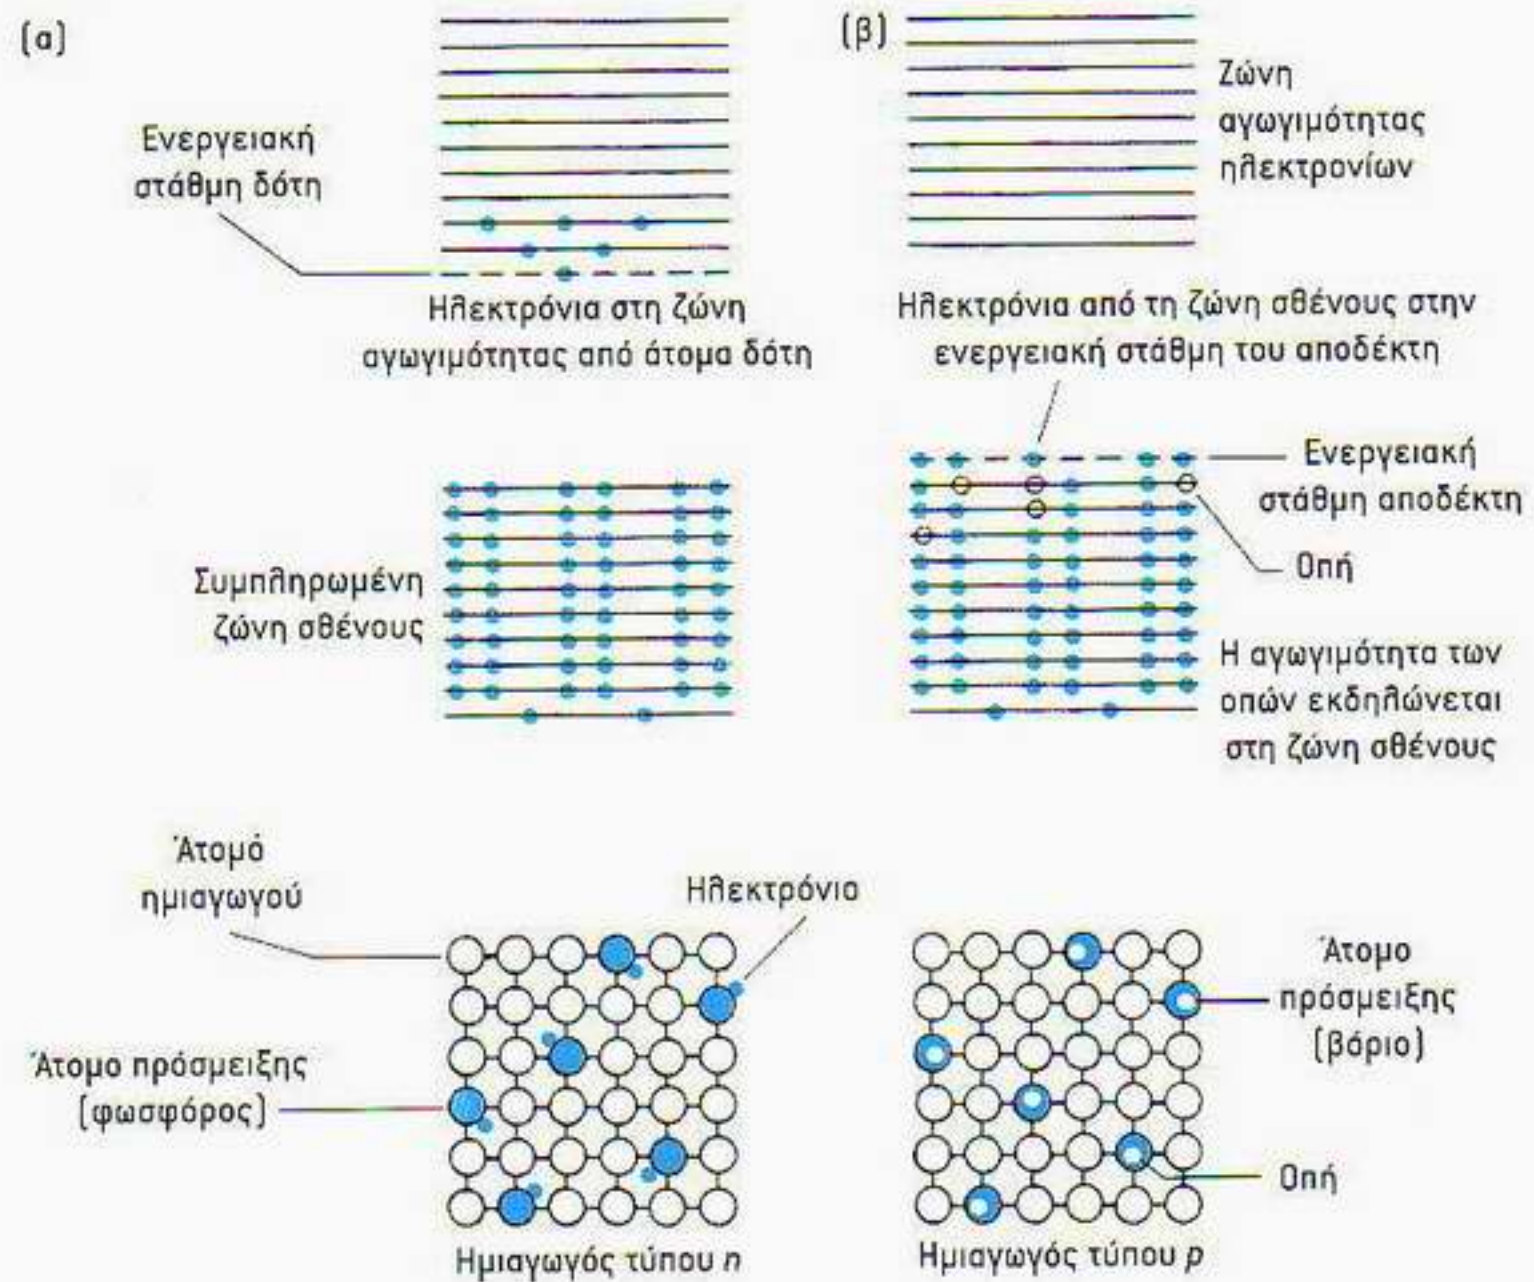 (α)
Ενεργειακή
στάθμη δότη
Ηλεκτρόνια στη ζώνη
αγωγιμότητας από άτομα δότη
Συμπληρωμένη
ζώνη σθένους
Άτομο
ημιαγωγού
Ηλεκτρόνια
Άτομο πρόσμειξης
(φωσφόρος)
Ημιαγωγός τύπου n
(β)
Ζώνη
αγωγιμότητας
ηλεκτρονίων
Ηλεκτρόνια από τη ζώνη σθένους στην
ενεργειακή στάθμη του αποδέκτη
Ενεργειακή
στάθμη αποδέκτη
Οπή
Η αγωγιμότητα των
οπών εκδηλώνεται
στη ζώνη σθένους
Άτομο
πρόσμειξης
(βόριο)
Οπή
Ημιαγωγός τύπου p